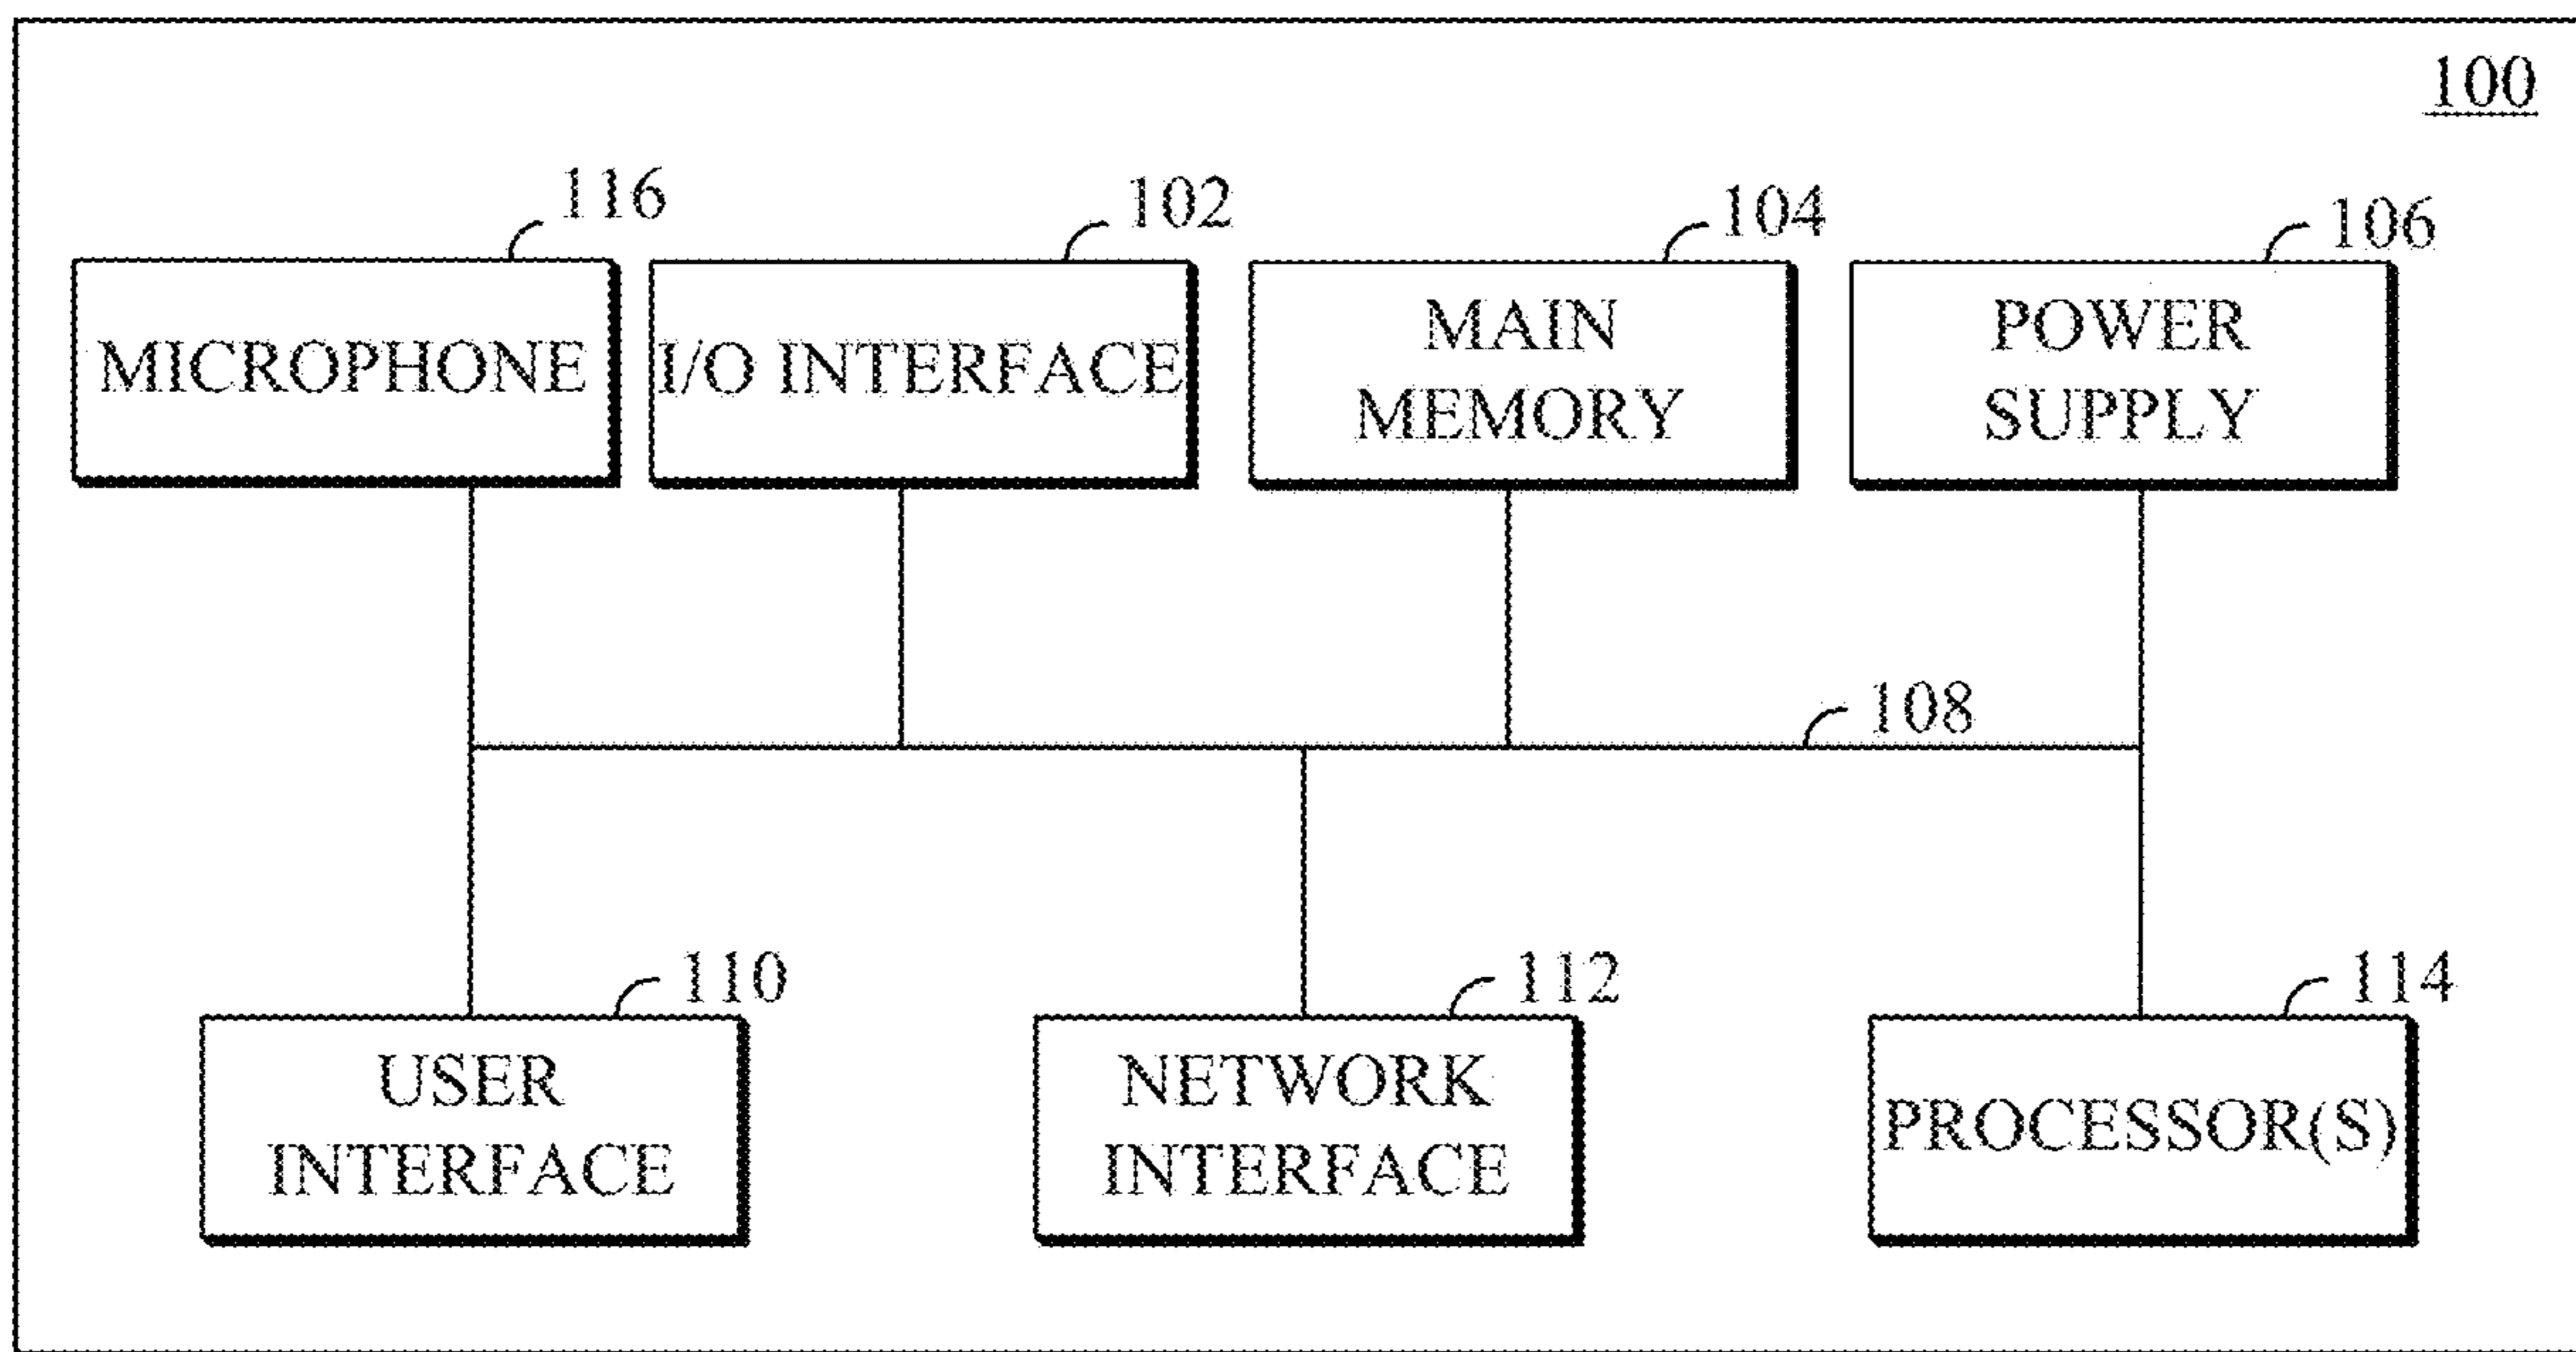 100
116
102
104
106
MICROPHONE
I/O INTERFACE
MAIN
MEMORY
POWER
SUPPLY
108
110
112
114
USER
INTERFACE
NETWORK
INTERFACE
PROCESSOR(S)